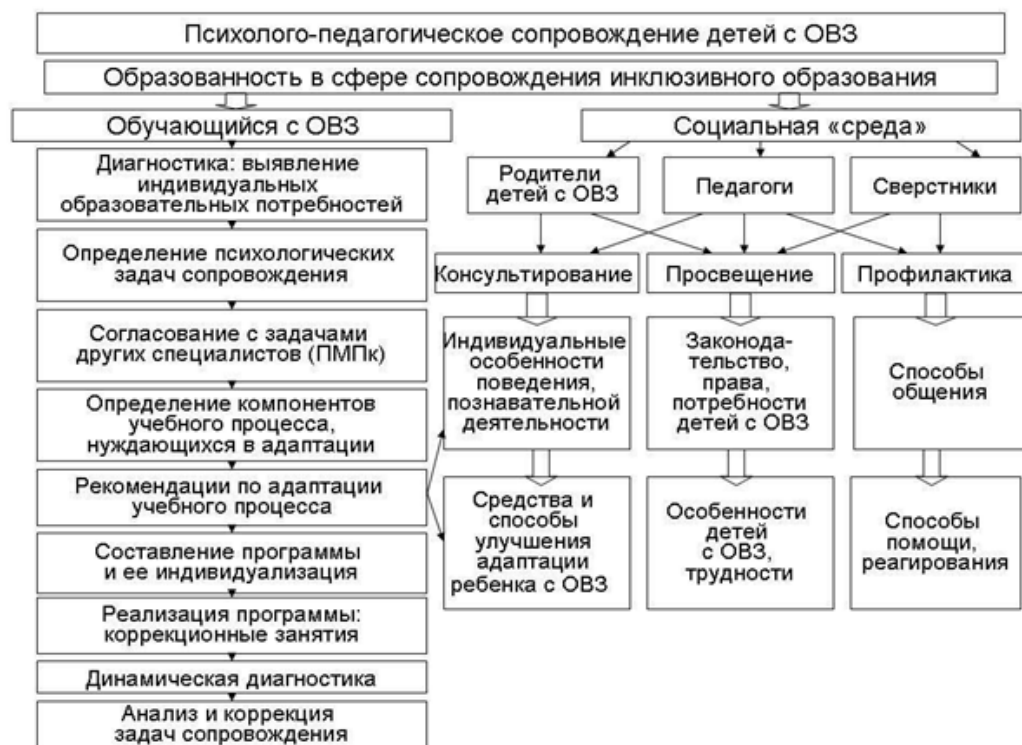 Психолого-педагогическое сопровождение детей с ОВЗ
Образованность в сфере сопровождения инклюзивного образования
Обучающийся с ОВЗ
Диагностика: выявление
индивидуальных
образовательных потребностей
Определение психологических
задач сопровождения
Согласование с задачами
других специалистов (ПМПк)
Определение компонентов
учебного процесса,
нуждающихся в адаптации
Рекомендации по адаптации
учебного процесса
Составление программы
и ее индивидуализация
Реализация программы:
коррекционные занятия
Динамическая диагностика
Анализ и коррекция
задач сопровождения
Социальная «среда»
Родители
детей с ОВЗ
Педагоги
Сверстники
Консультирование
Просвещение
Профилактика
Индивидуальные
особенности
поведения,
познавательной
деятельности
Законода-
тельство,
права,
потребности
детей с ОВЗ
Способы
общения
Средства и
способы
улучшения
адаптации
ребенка с ОВЗ
Особенности
детей
с ОВЗ,
трудности
Способы
помощи,
реагирования